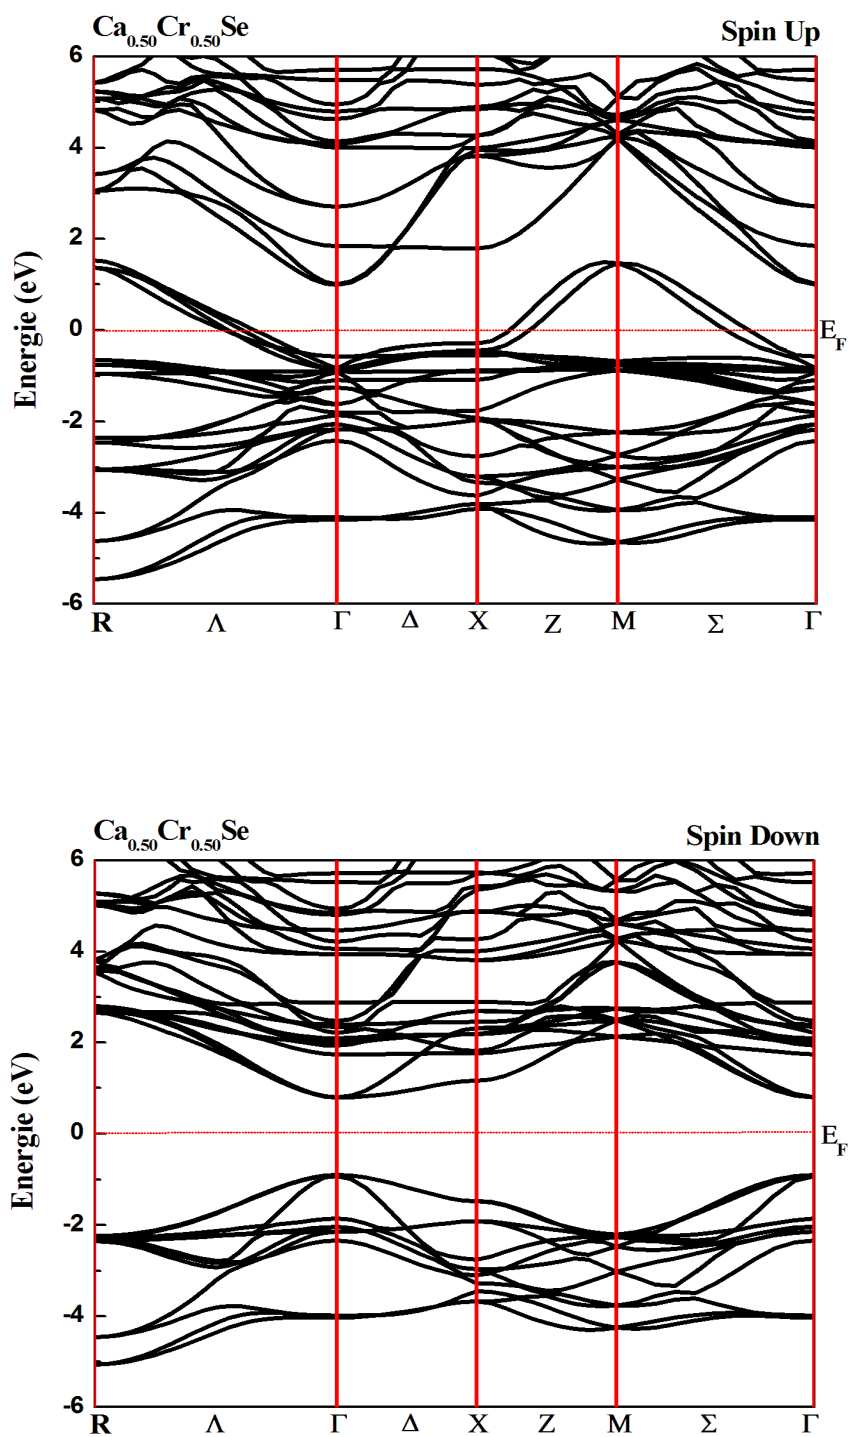 Ca0.50Cr0.50Se Spin Up
6
4
2
0
-2
-4
-6
Energie (eV)
EF
R Λ Γ Δ X Z M Σ Γ
Ca0.50Cr0.50Se Spin Down
6
4
2
0
-2
-4
-6
Energie (eV)
EF
R Λ Γ Δ X Z M Σ Γ